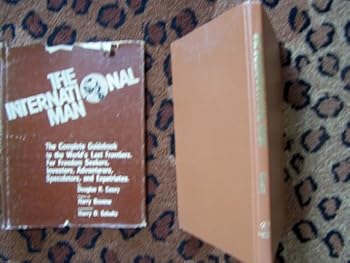 THE
INTERNATIONAL
MAN
The Complete Guidebook
to the World's Last Frontiers.
For Freedom Seekers,
Investors, Adventurers,
Speculators, and Expatriates.
Douglas R. Casey
Harry Browne
Harry D. Schultz